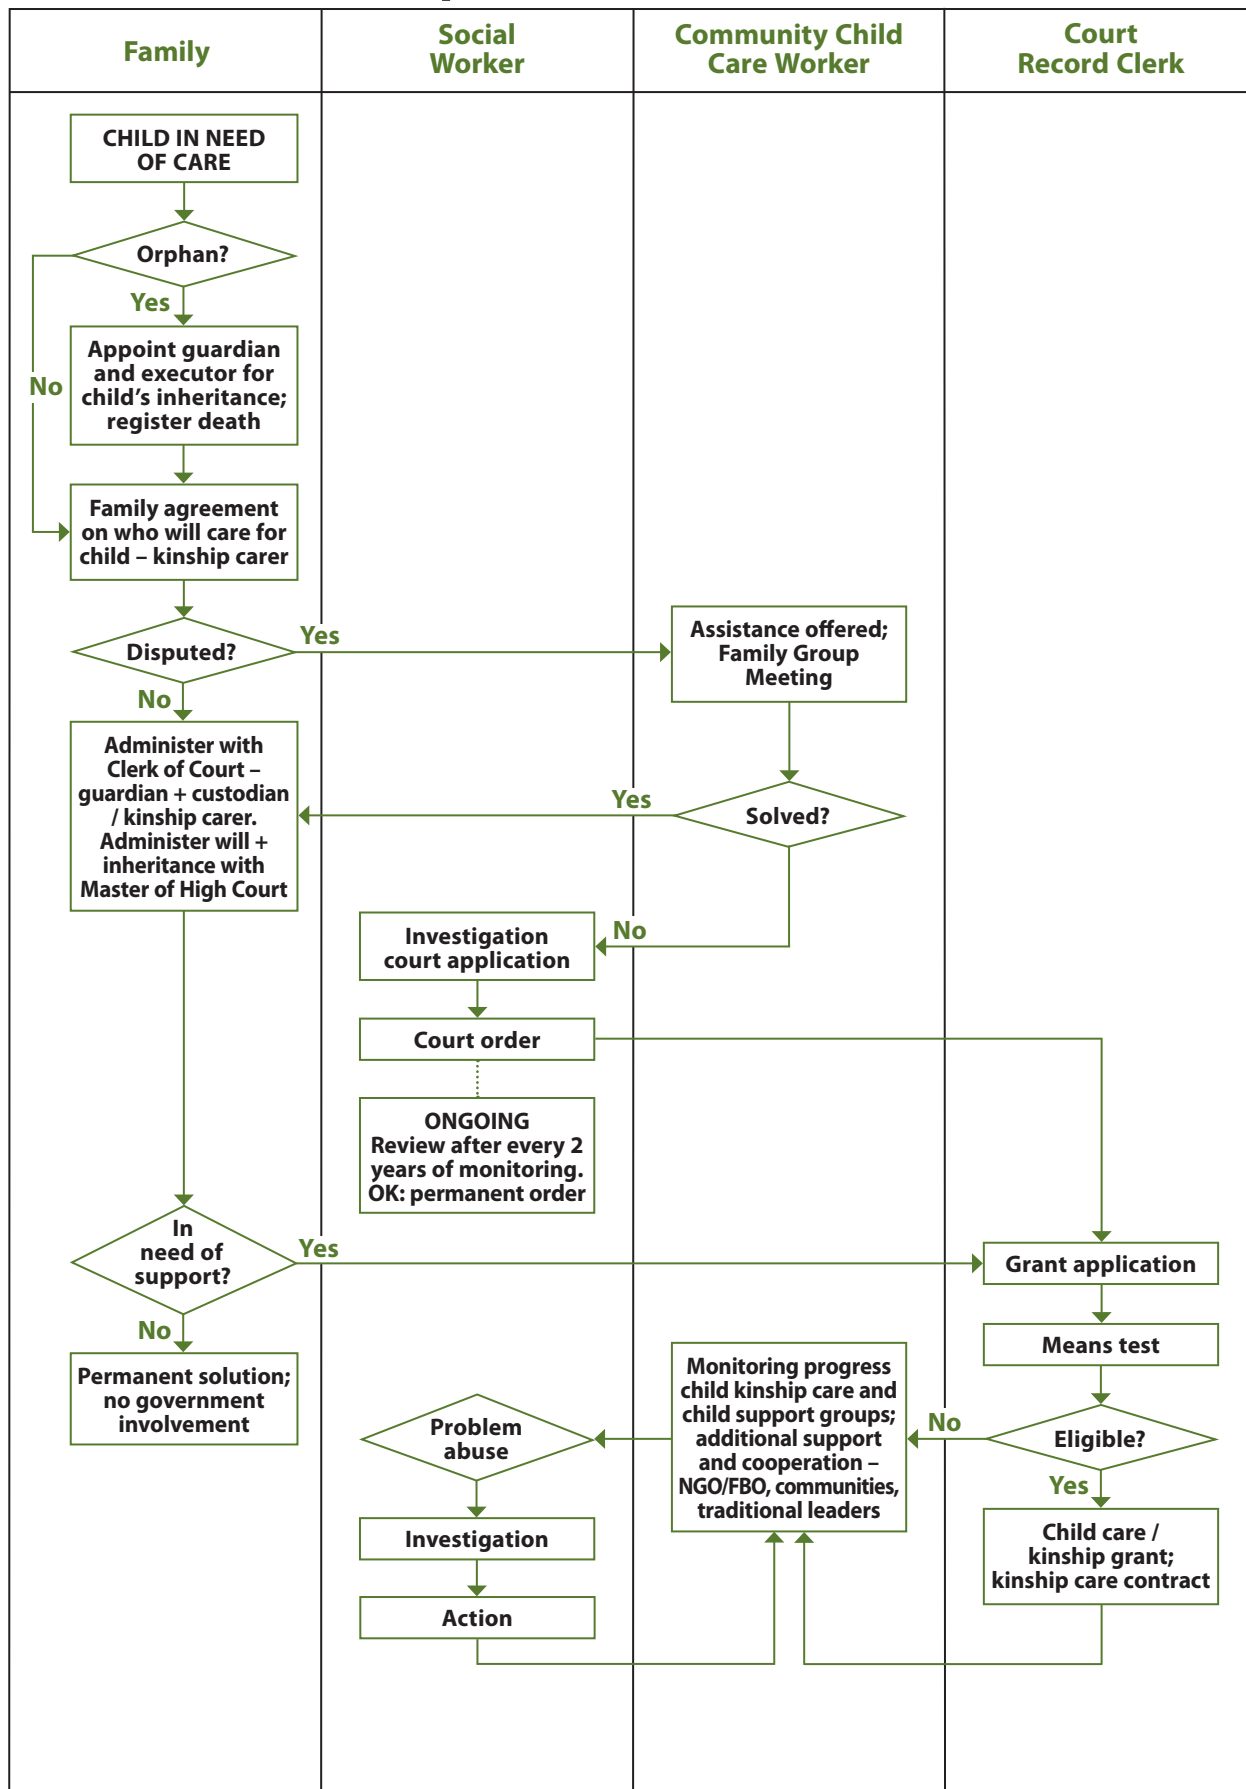 Family
Social
Worker
Community Child
Care Worker
Court
Record Clerk
CHILD IN NEED
OF CARE
Orphan?
Yes
No
Appoint guardian
and executor for
child's inheritance;
register death
Family agreement
on who will care for
child – kinship carer
Disputed?
Yes
No
Assistance offered;
Family Group
Meeting
Administer with
Clerk of Court –
guardian + custodian
/ kinship carer.
Administer will +
inheritance with
Master of High Court
Solved?
Yes
No
Investigation
court application
Court order
ONGOING
Review after every 2
years of monitoring.
OK: permanent order
In
need of
support?
Yes
No
Permanent solution;
no government
involvement
Grant application
Means test
Eligible?
No
Yes
Child care /
kinship grant;
kinship care contract
Monitoring progress
child kinship care and
child support groups;
additional support
and cooperation –
NGO/FBO, communities,
traditional leaders
Problem
abuse
Investigation
Action